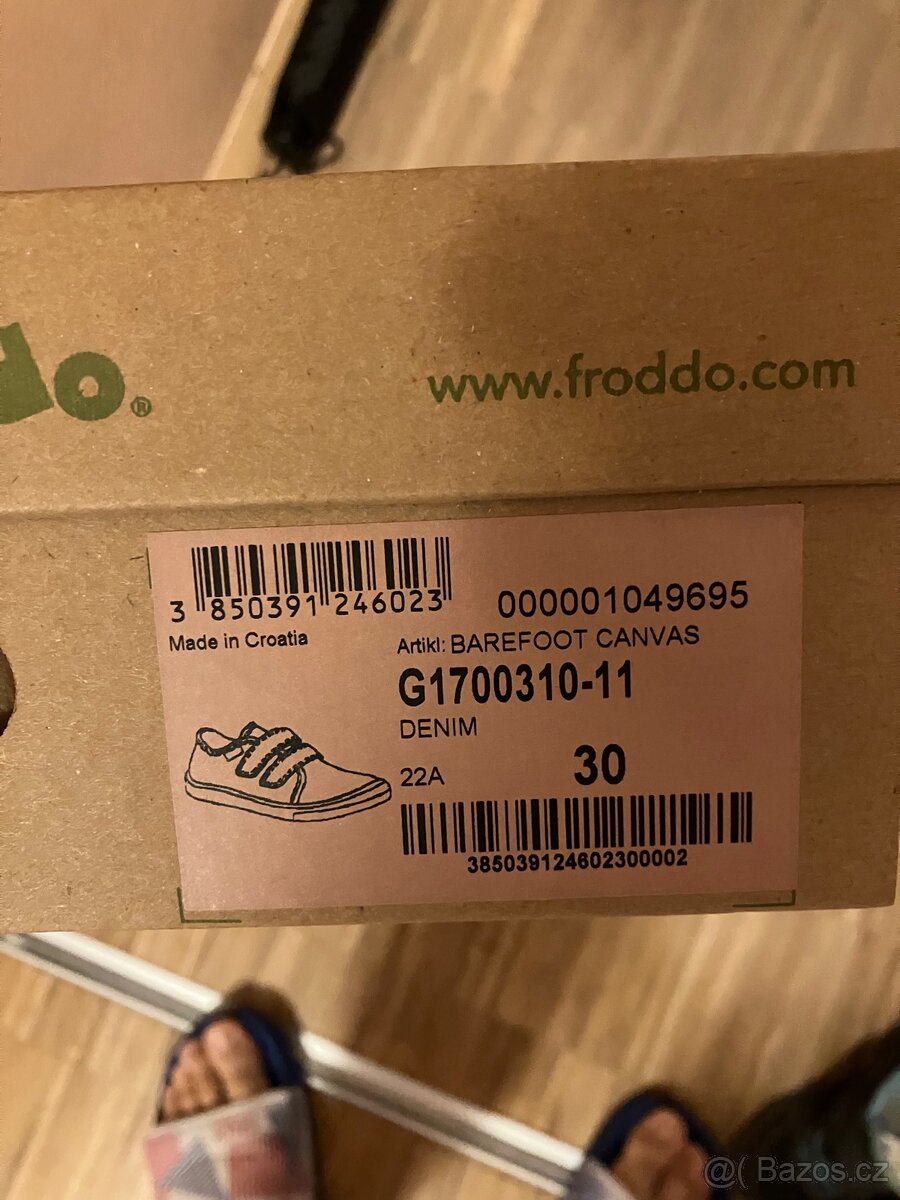 do®
www.froddo.com
3 850391 246023
000001049695
Made in Croatia
Artikl: BAREFOOT CANVAS
G1700310-11
DENIM
22A
30
385039124602300002
@( Bazos.cz